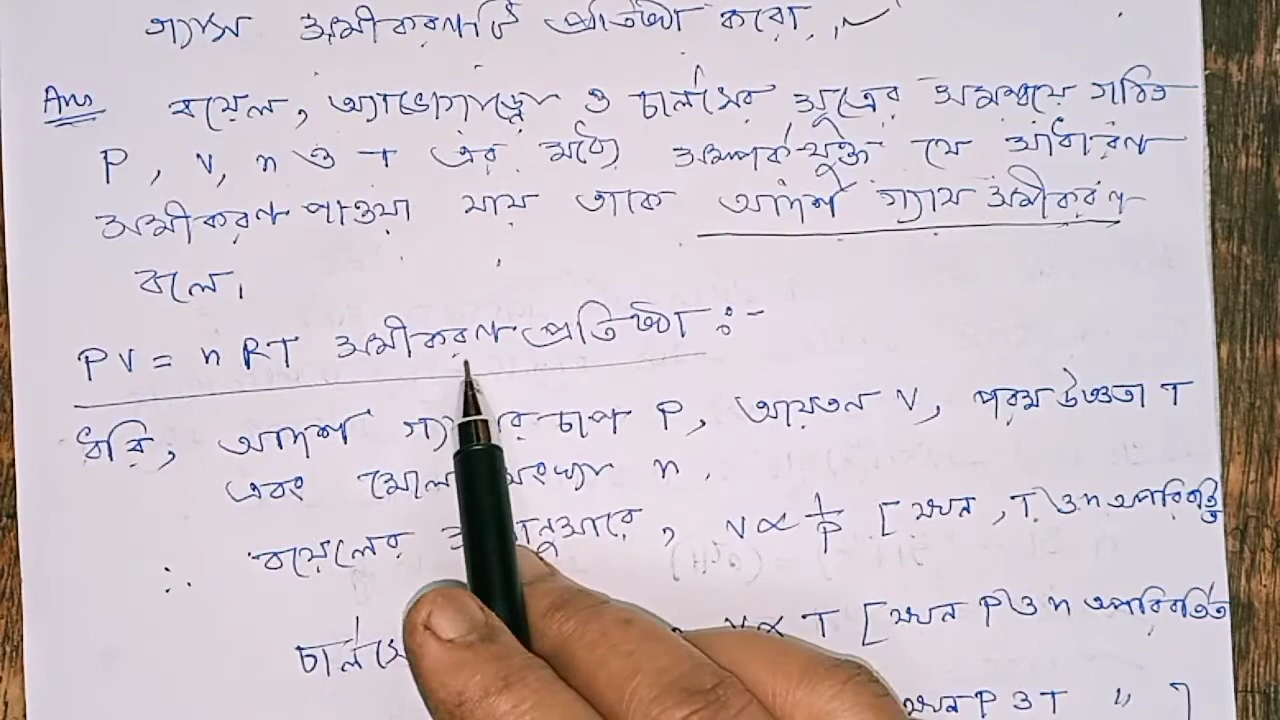 গ্যাস সমীকরণটি প্রতিষ্ঠা করো।
Ans বয়েল, অ্যাভোগাড্রো ও চার্লসের সূত্রের সমন্বয়ে গঠিত
P, V, n ও T এর মধ্যে সম্পর্কযুক্ত যে সাধারণ
সমীকরণ পাওয়া যায় তাকে আদর্শ গ্যাস সমীকরণ
বলে।
PV = nRT সমীকরণ প্রতিষ্ঠা :-
ধরি, আদর্শ চাপ P, আয়তন V, পরম উষ্ণতা T
এবং n.
∴ বয়েলের V ∝ 1/P [যখন, T ও n অপরিবর্তি
V ∝ T [যখন P ও n অপরিবর্তিত
যখন P ও T " ]